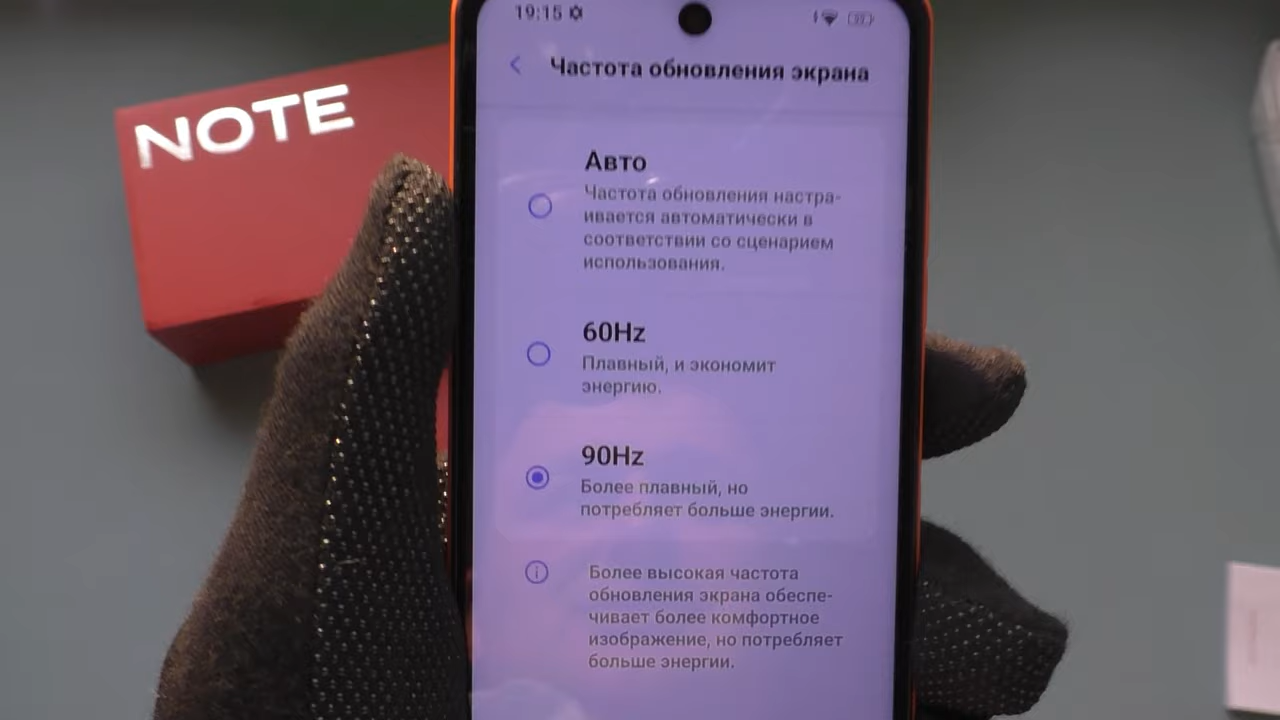 NOTE
19:15
Частота обновления экрана
Авто
Частота обновления настра-
ивается автоматически в
соответствии со сценарием
использования.
60Hz
Плавный, и экономит
энергию.
90Hz
Более плавный, но
потребляет больше энергии.
Более высокая частота
обновления экрана обеспе-
чивает более комфортное
изображение, но потребляет
больше энергии.